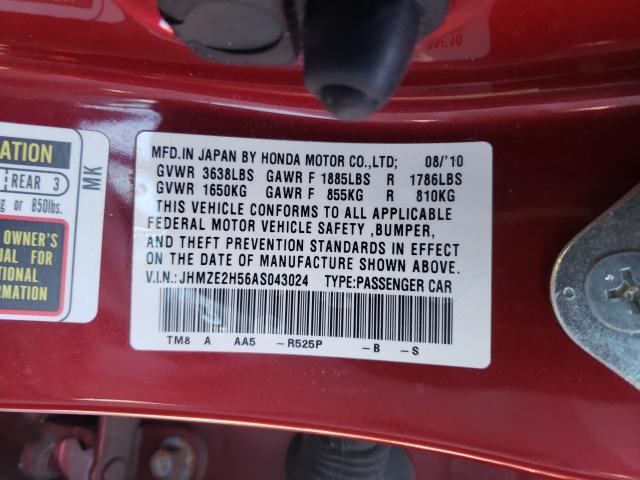 MFD.IN JAPAN BY HONDA MOTOR CO.,LTD; 08/'10
GVWR 3638LBS GAWR F 1885LBS R 1786LBS
GVWR 1650KG GAWR F 855KG R 810KG
THIS VEHICLE CONFORMS TO ALL APPLICABLE
FEDERAL MOTOR VEHICLE SAFETY ,BUMPER,
AND THEFT PREVENTION STANDARDS IN EFFECT
ON THE DATE OF MANUFACTURE SHOWN ABOVE.
V.I.N.: JHMZE2H56AS043024 TYPE:PASSENGER CAR
TM8 A AA5 -R525P -B -S
ATION
REAR 3
or 850lbs.
OWNER'S
FOR
MK